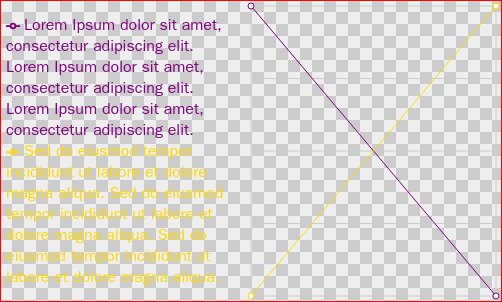 Lorem Ipsum dolor sit amet,
consectetur adipiscing elit.
Lorem Ipsum dolor sit amet,
consectetur adipiscing elit.
Lorem Ipsum dolor sit amet,
consectetur adipiscing elit.
Sed do eiusmod tempor
incididunt ut labore et dolore
magna aliqua. Sed do eiusmod
tempor incididunt ut labore et
dolore magna aliqua. Sed do
eiusmod tempor incididunt ut
labore et dolore magna aliqua.